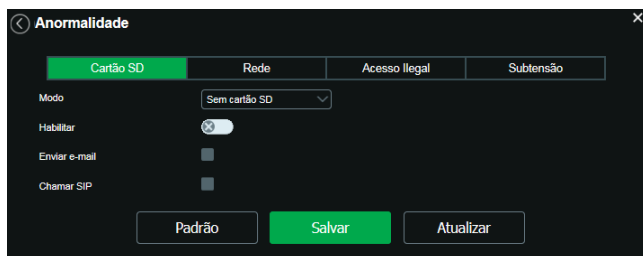 Anormalidade
Cartão SD Rede Acesso Ilegal Subtensão
Modo Sem cartão SD
Habilitar
Enviar e-mail
Chamar SIP
Padrão Salvar Atualizar